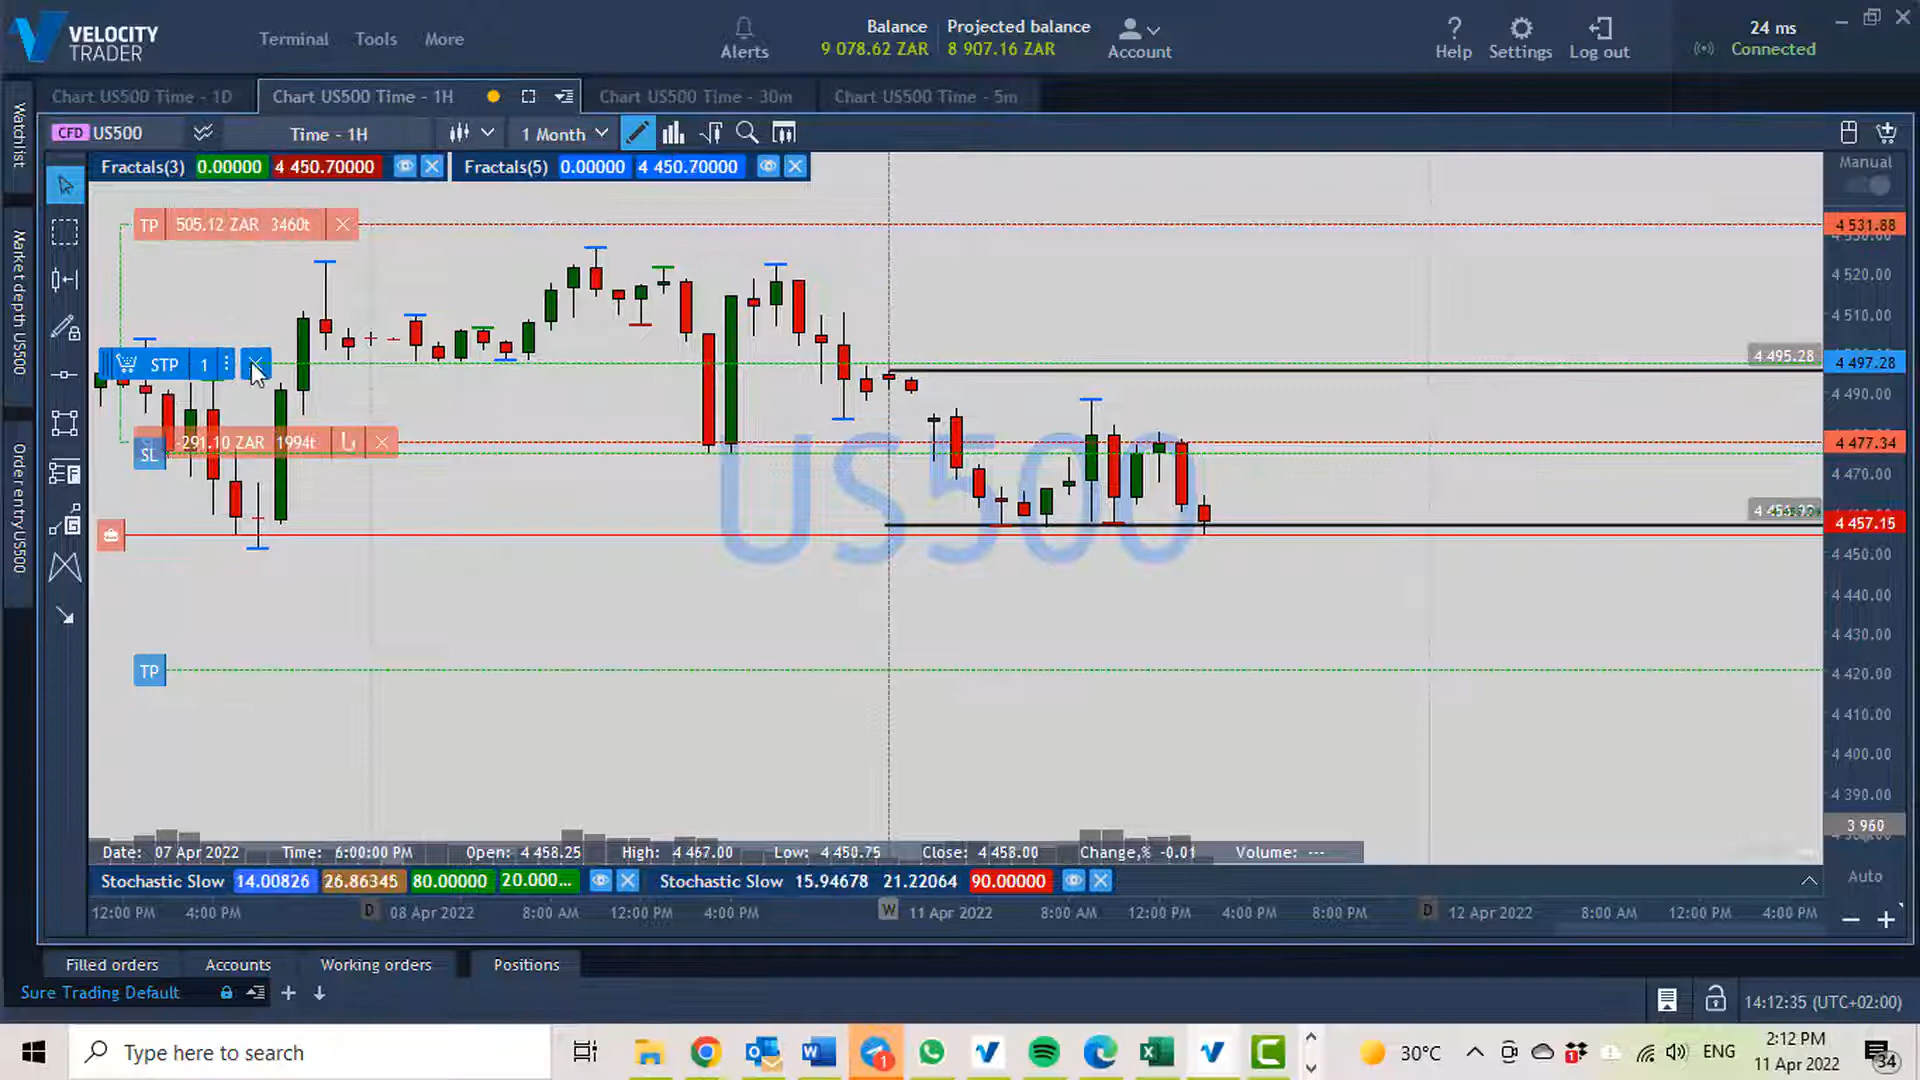 VELOCITY
TRADER
Terminal
Tools
More
Alerts
Balance
9 078.62 ZAR
Projected balance
8 907.16 ZAR
Account
Help
Settings
Log out
24 ms
Connected
Chart US500 Time - 1D
Chart US500 Time - 1H
Chart US500 Time - 30m
Chart US500 Time - 5m
Watchlist
Market depth US500
Order entry US500
CFD US500
Time - 1H
1 Month
Manual
Fractals(3) 0.00000 4 450.70000
Fractals(5) 0.00000 4 450.70000
TP 505.12 ZAR 3460t
4 531.88
4 520.00
4 510.00
STP 1
4 495.28
4 497.28
4 490.00
-291.10 ZAR 1994t
SL
4 477.34
4 470.00
US500
4 457.15
4 450.00
4 440.00
4 430.00
TP
4 420.00
4 410.00
4 400.00
4 390.00
3 960
Date: 07 Apr 2022 Time: 6:00:00 PM Open: 4 458.25 High: 4 467.00 Low: 4 450.75 Close: 4 458.00 Change,% -0.01 Volume: ---
Stochastic Slow 14.00826 26.86345 80.00000 20.000...
Stochastic Slow 15.94678 21.22064 90.00000
Auto
12:00 PM 4:00 PM D 08 Apr 2022 8:00 AM 12:00 PM 4:00 PM W 11 Apr 2022 8:00 AM 12:00 PM 4:00 PM 8:00 PM D 12 Apr 2022 8:00 AM 12:00 PM 4:00 PM
Filled orders
Accounts
Working orders
Positions
Sure Trading Default
14:12:35 (UTC+02:00)
Type here to search
1
30°C
1
ENG
2:12 PM
11 Apr 2022
34